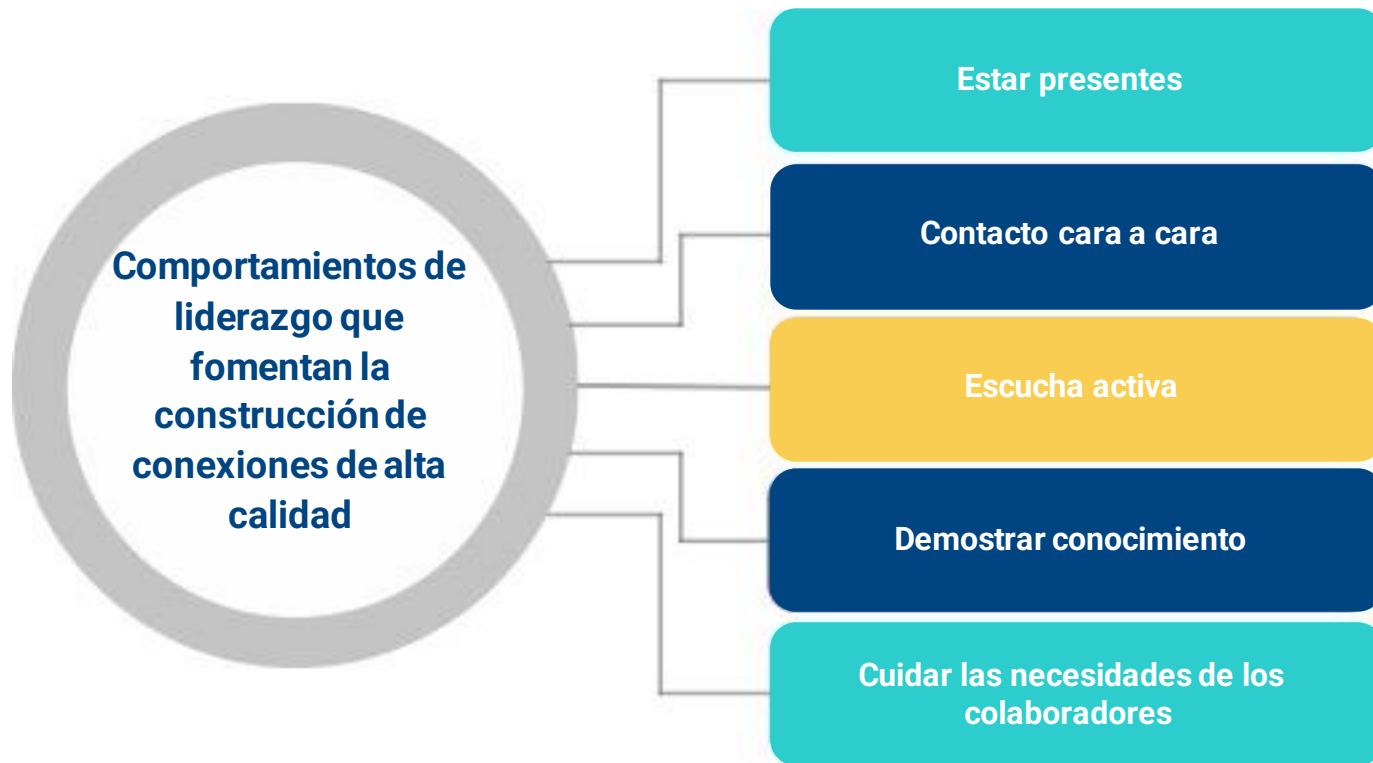 Comportamientos de
liderazgo que
fomentan la
construcción de
conexiones de alta
calidad
Estar presentes
Contacto cara a cara
Escucha activa
Demostrar conocimiento
Cuidar las necesidades de los
colaboradores